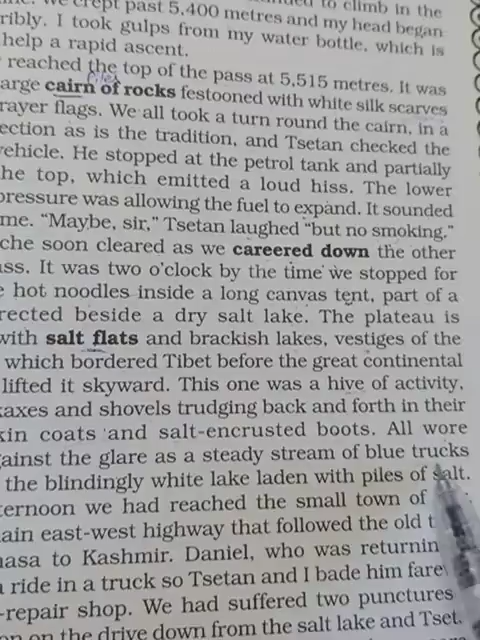 crept past 5,400 metres and my head began
ribly. I took gulps from my water bottle, which is
help a rapid ascent.
reached the top of the pass at 5,515 metres. It was
arge cairn of rocks festooned with white silk scarves
rayer flags. We all took a turn round the cairn, in a
ection as is the tradition, and Tsetan checked the
vehicle. He stopped at the petrol tank and partially
he top, which emitted a loud hiss. The lower
pressure was allowing the fuel to expand. It sounded
me. “Maybe, sir,” Tsetan laughed “but no smoking.”
che soon cleared as we careered down the other
ass. It was two o’clock by the time we stopped for
hot noodles inside a long canvas tent, part of a
rected beside a dry salt lake. The plateau is
with salt flats and brackish lakes, vestiges of the
which bordered Tibet before the great continental
lifted it skyward. This one was a hive of activity,
axes and shovels trudging back and forth in their
kin coats and salt-encrusted boots. All wore
ainst the glare as a steady stream of blue trucks
the blindingly white lake laden with piles of salt.
ternoon we had reached the small town of
ain east-west highway that followed the old t
asa to Kashmir. Daniel, who was returnin
ride in a truck so Tsetan and I bade him fare
-repair shop. We had suffered two punctures
on the drive down from the salt lake and Tset